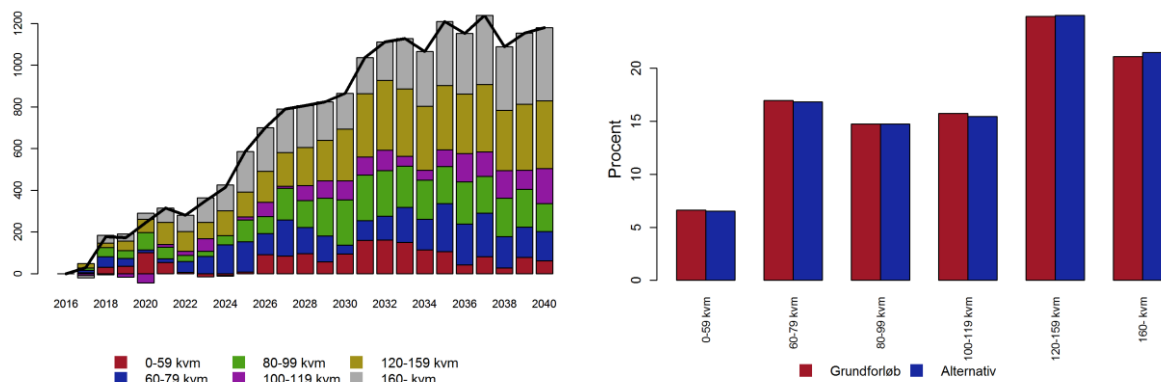 1200
1000
800
600
400
200
0
2016 2018 2020 2022 2024 2026 2028 2030 2032 2034 2036 2038 2040
0-59 kvm 80-99 kvm 120-159 kvm
60-79 kvm 100-119 kvm 160- kvm
Procent
20
15
10
5
0
0-59 kvm
60-79 kvm
80-99 kvm
100-119 kvm
120-159 kvm
160- kvm
Grundforløb Alternativ